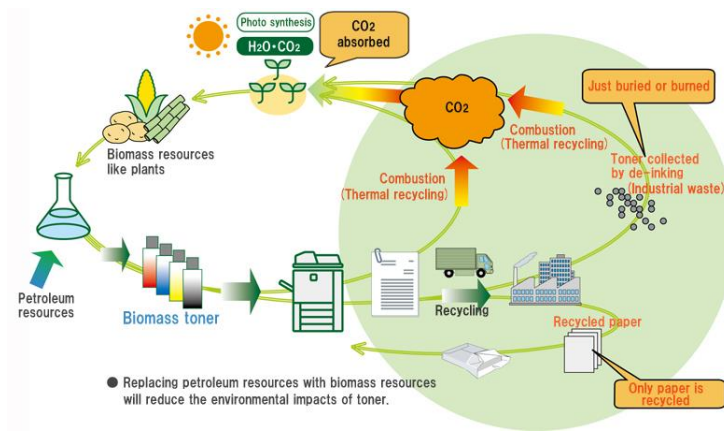 Photo synthesis
H2O・CO2
CO2
absorbed
Just buried or burned
CO2
Combustion
(Thermal recycling)
Toner collected
by de-inking
(Industrial waste)
Biomass resources
like plants
Combustion
(Thermal recycling)
Petroleum
resources
Biomass toner
Recycling
Recycled paper
Only paper is
recycled
● Replacing petroleum resources with biomass resources
will reduce the environmental impacts of toner.